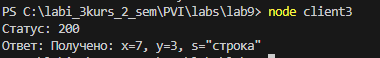 PS C:\labi_3kurs_2_sem\PVI\labs\lab9> node client3
Статус: 200
Ответ: Получено: x=7, y=3, s="строка"